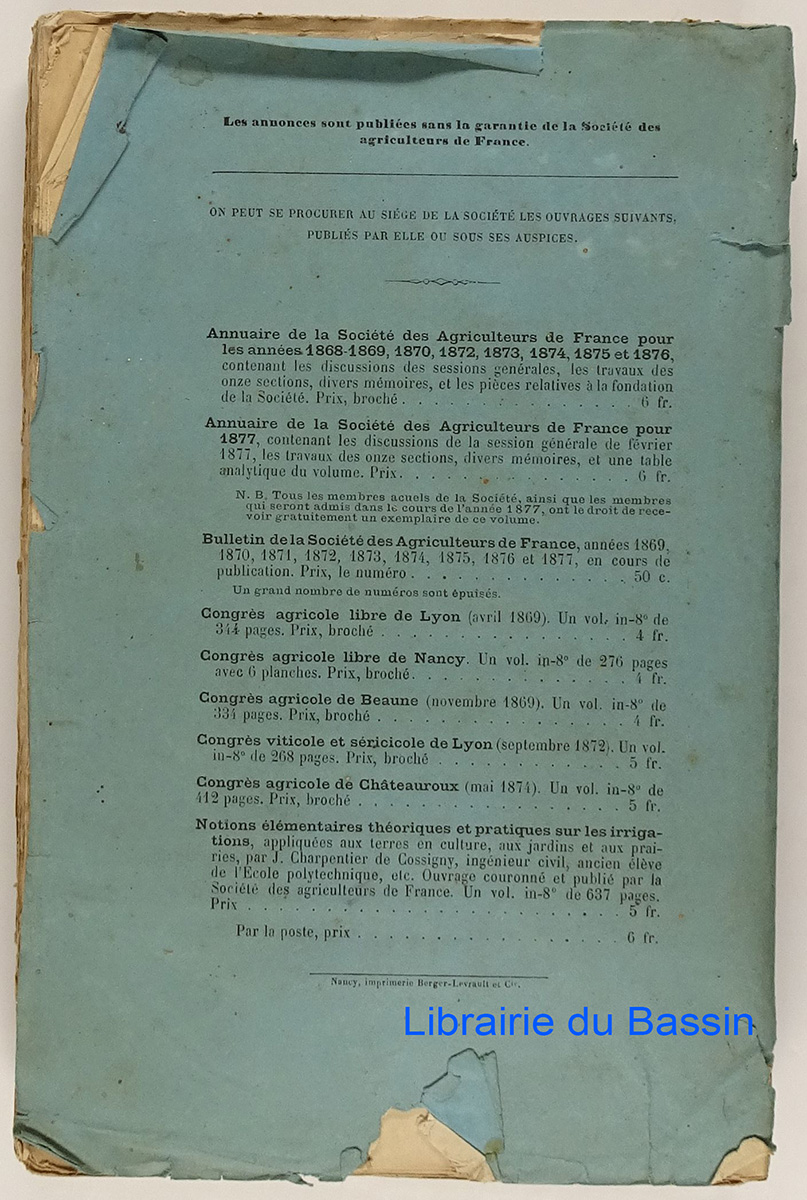 Les annonces sont publiées sans la garantie de la Société des
agriculteurs de France.
ON PEUT SE PROCURER AU SIÉGE DE LA SOCIÉTÉ LES OUVRAGES SUIVANTS,
PUBLIÉS PAR ELLE OU SOUS SES AUSPICES.
Annuaire de la Société des Agriculteurs de France pour
les années 1868-1869, 1870, 1872, 1873, 1874, 1875 et 1876,
contenant les discussions des sessions générales, les travaux des
onze sections, divers mémoires, et les pièces relatives à la fondation
de la Société. Prix, broché . . . . . . . . . . . . . . 6 fr.
Annuaire de la Société des Agriculteurs de France pour
1877, contenant les discussions de la session générale de février
1877, les travaux des onze sections, divers mémoires, et une table
analytique du volume. Prix. . . . . . . . . . . . . . 6 fr.
N. B. Tous les membres acuels de la Société, ainsi que les membres
qui seront admis dans le cours de l'année 1877, ont le droit de rece-
voir gratuitement un exemplaire de ce volume.
Bulletin de la Société des Agriculteurs de France, années 1869,
1870, 1871, 1872, 1873, 1874, 1875, 1876 et 1877, en cours de
publication. Prix, le numéro . . . . . . . . . . . . . . 50 c.
Un grand nombre de numéros sont épuisés.
Congrès agricole libre de Lyon (avril 1869). Un vol. in-8º de
344 pages. Prix, broché . . . . . . . . . . . . . . . . 4 fr.
Congrès agricole libre de Nancy. Un vol. in-8º de 276 pages
avec 6 planches. Prix, broché. . . . . . . . . . . . . . 4 fr.
Congrès agricole de Beaune (novembre 1869). Un vol. in-8º de
334 pages. Prix, broché . . . . . . . . . . . . . . . . 4 fr.
Congrès viticole et séricicole de Lyon (septembre 1872). Un vol.
in-8º de 268 pages. Prix, broché . . . . . . . . . . . . 5 fr.
Congrès agricole de Châteauroux (mai 1874). Un vol. in-8º de
412 pages. Prix, broché . . . . . . . . . . . . . . . . 5 fr.
Notions élémentaires théoriques et pratiques sur les irriga-
tions, appliquées aux terres en culture, aux jardins et aux prai-
ries, par J. Charpentier de Cossigny, ingénieur civil, ancien élève
de l'École polytechnique, etc. Ouvrage couronné et publié par la
Société des agriculteurs de France. Un vol. in-8º de 637 pages.
Prix . . . . . . . . . . . . . . . . . . . . . . . 5 fr.
Par la poste, prix . . . . . . . . . . . . . . . . 6 fr.
Nancy, imprimerie Berger-Levrault et Cie.
Librairie du Bassin